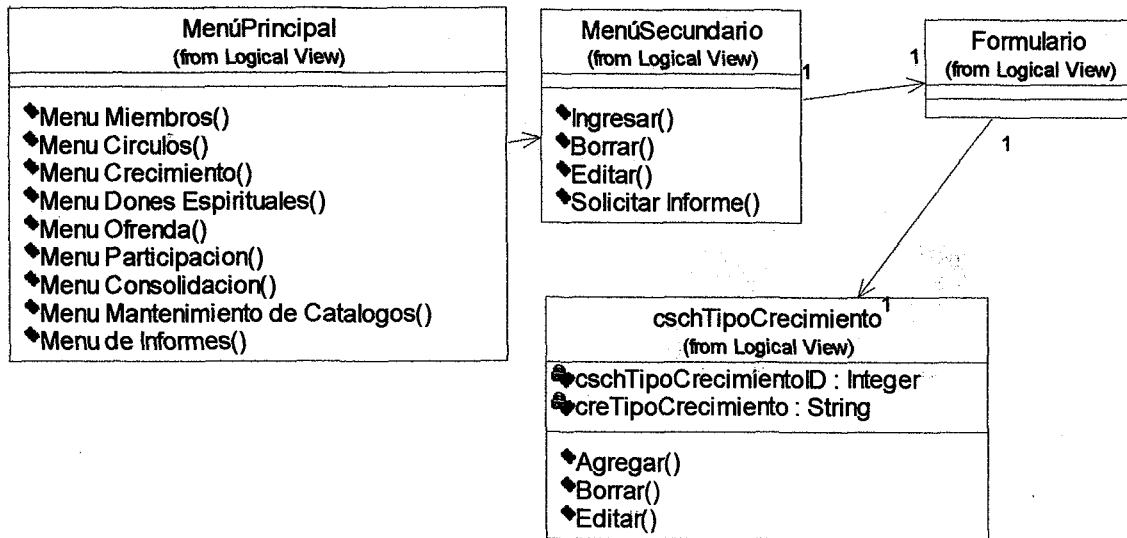 MenúPrincipal
(from Logical View)
Menu Miembros()
Menu Circulos()
Menu Crecimiento()
Menu Dones Espirituales()
Menu Ofrenda()
Menu Participacion()
Menu Consolidacion()
Menu Mantenimiento de Catalogos()
Menu de Informes()
MenúSecundario
(from Logical View)
1
Ingresar()
Borrar()
Editar()
Solicitar Informe()
1
Formulario
(from Logical View)
1
1
cschTipoCrecimiento
(from Logical View)
cschTipoCrecimientoID : Integer
creTipoCrecimiento : String
Agregar()
Borrar()
Editar()